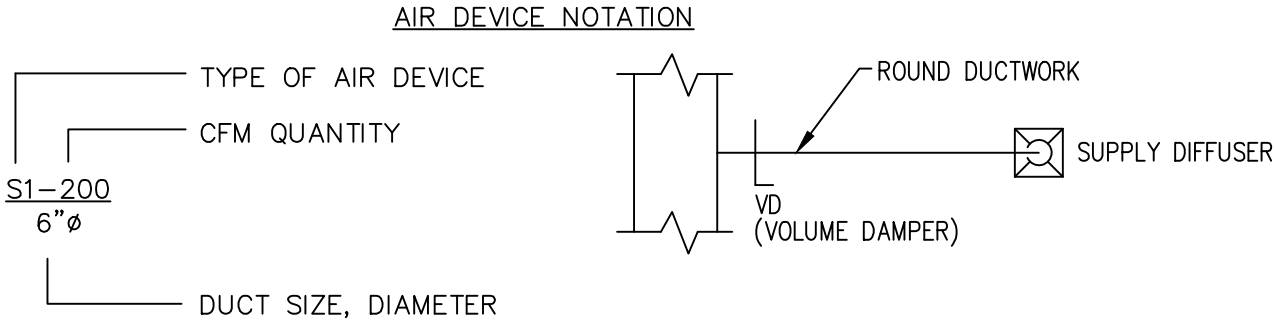 AIR DEVICE NOTATION
TYPE OF AIR DEVICE
CFM QUANTITY
S1-200
6"ø
DUCT SIZE, DIAMETER
ROUND DUCTWORK
SUPPLY DIFFUSER
VD
(VOLUME DAMPER)